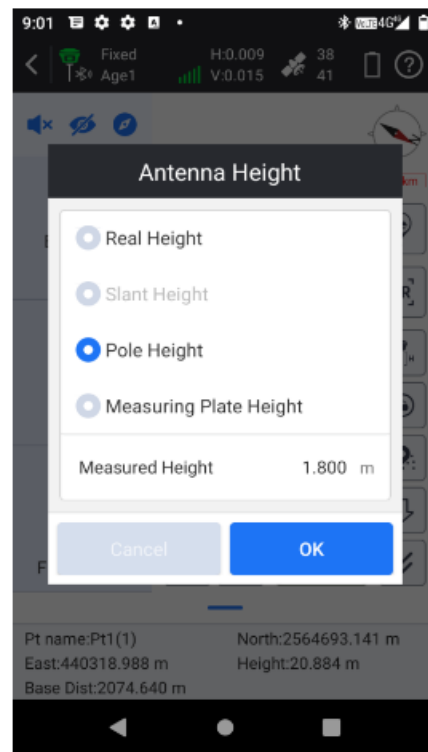 9:01 4G
Fixed H:0.009 38
Age1 V:0.015 41
km
Antenna Height
Real Height
Slant Height
R
Pole Height
H
Measuring Plate Height
Measured Height 1.800 m
Cancel OK
F
Pt name:Pt1(1) North:2564693.141 m
East:440318.988 m Height:20.884 m
Base Dist:2074.640 m